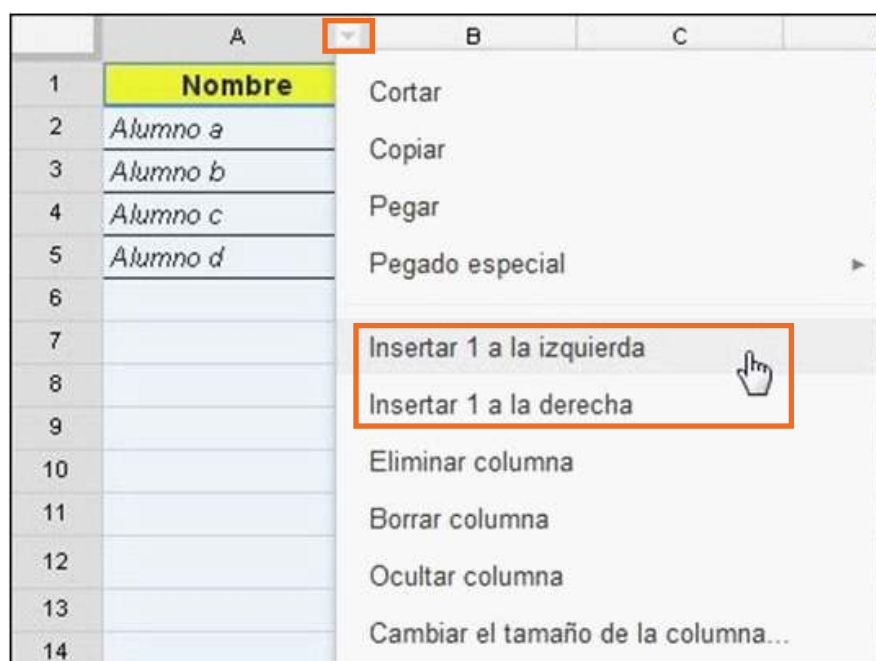 A B C
1 Nombre
2 Alumno a
3 Alumno b
4 Alumno c
5 Alumno d
6
7
8
9
10
11
12
13
14
Cortar
Copiar
Pegar
Pegado especial
Insertar 1 a la izquierda
Insertar 1 a la derecha
Eliminar columna
Borrar columna
Ocultar columna
Cambiar el tamaño de la columna...